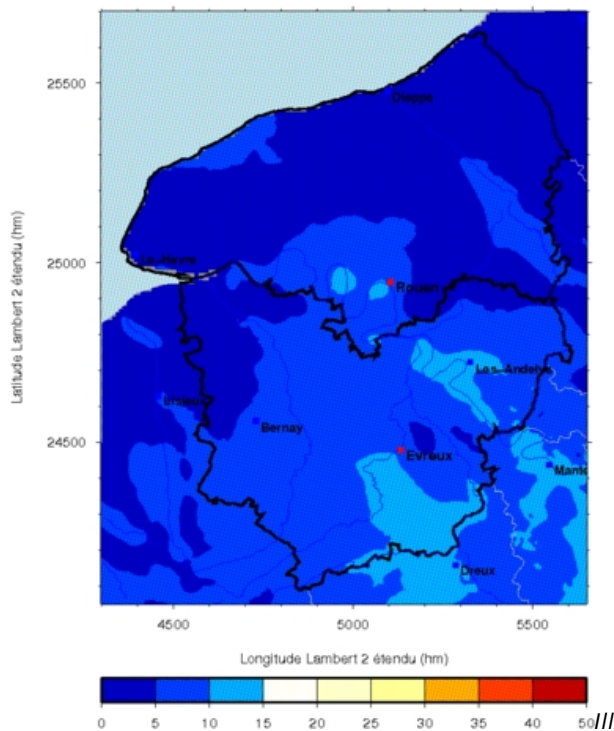 25500
Dieppe
Latitude Lambert 2 étendu (hm)
25000
Le-Havre
Rouen
Les-Andelys
Bernay
24500
Evreux
Dreux
4500 5000 5500
Longitude Lambert 2 étendu (hm)
0 5 10 15 20 25 30 35 40 45 50
///